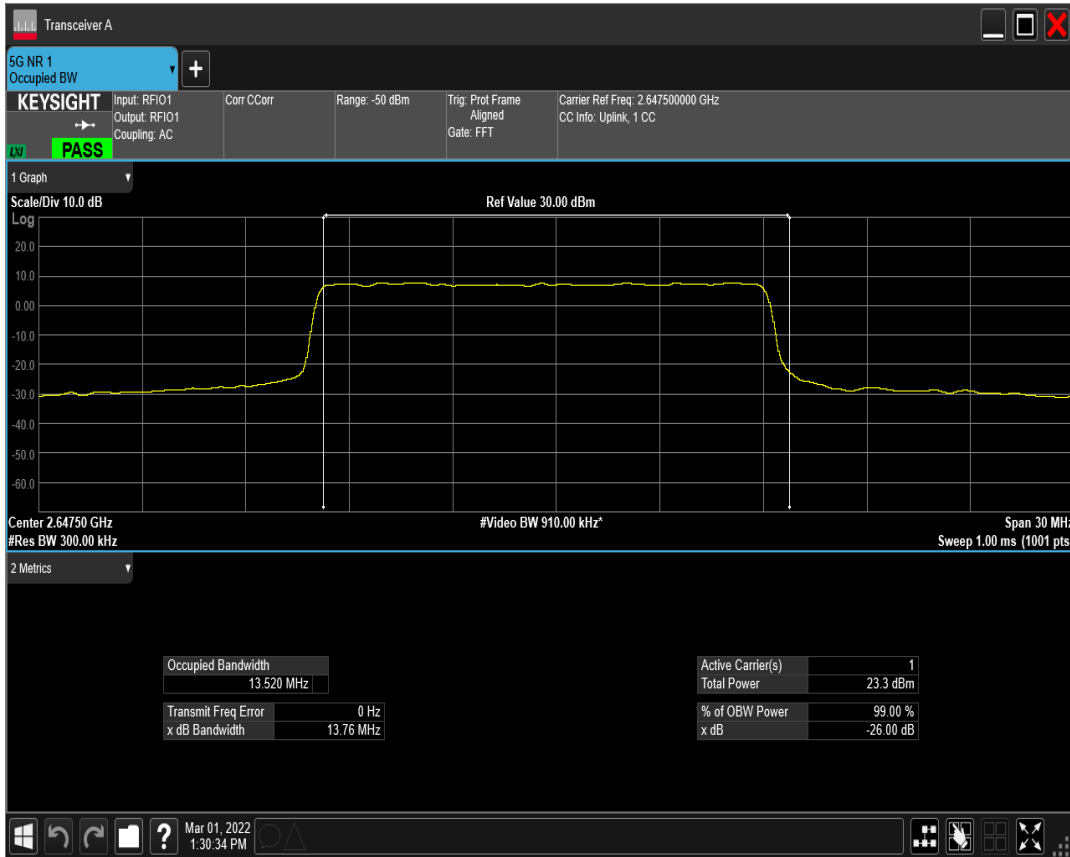 Transceiver A
5G NR 1
Occupied BW
KEYSIGHT
LXI
PASS
Input: RFIO1
Output: RFIO1
Coupling: AC
Corr CCorr
Range: -50 dBm
Trig: Prot Frame
Aligned
Gate: FFT
Carrier Ref Freq: 2.647500000 GHz
CC Info: Uplink, 1 CC
1 Graph
Scale/Div 10.0 dB
Ref Value 30.00 dBm
Log
20.0
10.0
0.00
-10.0
-20.0
-30.0
-40.0
-50.0
-60.0
Center 2.64750 GHz
#Video BW 910.00 kHz*
Span 30 MHz
#Res BW 300.00 kHz
Sweep 1.00 ms (1001 pts
2 Metrics
Occupied Bandwidth
13.520 MHz
Transmit Freq Error 0 Hz
x dB Bandwidth 13.76 MHz
Active Carrier(s) 1
Total Power 23.3 dBm
% of OBW Power 99.00 %
x dB -26.00 dB
?
Mar 01, 2022
1:30:34 PM